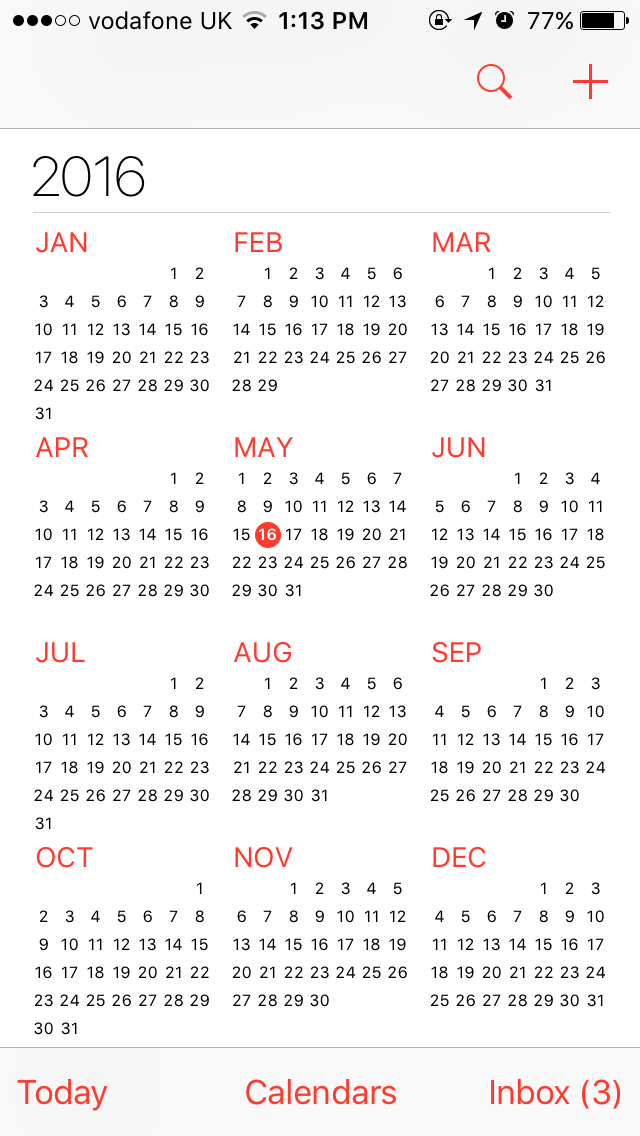 vodafone UK 1:13 PM 77%
2016
JAN FEB MAR
1 2 1 2 3 4 5 6 1 2 3 4 5
3 4 5 6 7 8 9 7 8 9 10 11 12 13 6 7 8 9 10 11 12
10 11 12 13 14 15 16 14 15 16 17 18 19 20 13 14 15 16 17 18 19
17 18 19 20 21 22 23 21 22 23 24 25 26 27 20 21 22 23 24 25 26
24 25 26 27 28 29 30 28 29 27 28 29 30 31
31
APR MAY JUN
1 2 1 2 3 4 5 6 7 1 2 3 4
3 4 5 6 7 8 9 8 9 10 11 12 13 14 5 6 7 8 9 10 11
10 11 12 13 14 15 16 15 16 17 18 19 20 21 12 13 14 15 16 17 18
17 18 19 20 21 22 23 22 23 24 25 26 27 28 19 20 21 22 23 24 25
24 25 26 27 28 29 30 29 30 31 26 27 28 29 30
JUL AUG SEP
1 2 1 2 3 4 5 6 1 2 3
3 4 5 6 7 8 9 7 8 9 10 11 12 13 4 5 6 7 8 9 10
10 11 12 13 14 15 16 14 15 16 17 18 19 20 11 12 13 14 15 16 17
17 18 19 20 21 22 23 21 22 23 24 25 26 27 18 19 20 21 22 23 24
24 25 26 27 28 29 30 28 29 30 31 25 26 27 28 29 30
31
OCT NOV DEC
1 1 2 3 4 5 1 2 3
2 3 4 5 6 7 8 6 7 8 9 10 11 12 4 5 6 7 8 9 10
9 10 11 12 13 14 15 13 14 15 16 17 18 19 11 12 13 14 15 16 17
16 17 18 19 20 21 22 20 21 22 23 24 25 26 18 19 20 21 22 23 24
23 24 25 26 27 28 29 27 28 29 30 25 26 27 28 29 30 31
30 31
Today Calendars Inbox (3)